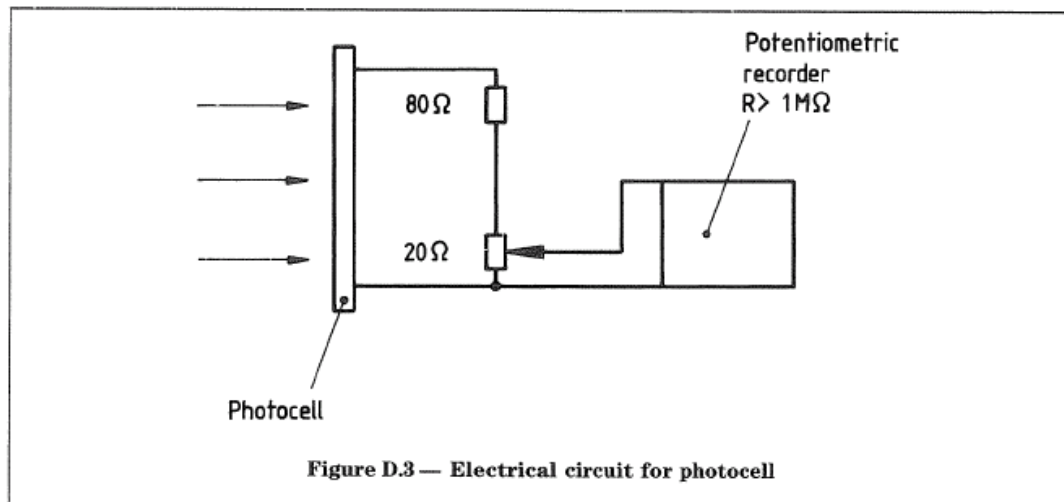 Potentiometric
recorder
R> 1MΩ
80Ω
20Ω
Photocell
Figure D.3 — Electrical circuit for photocell